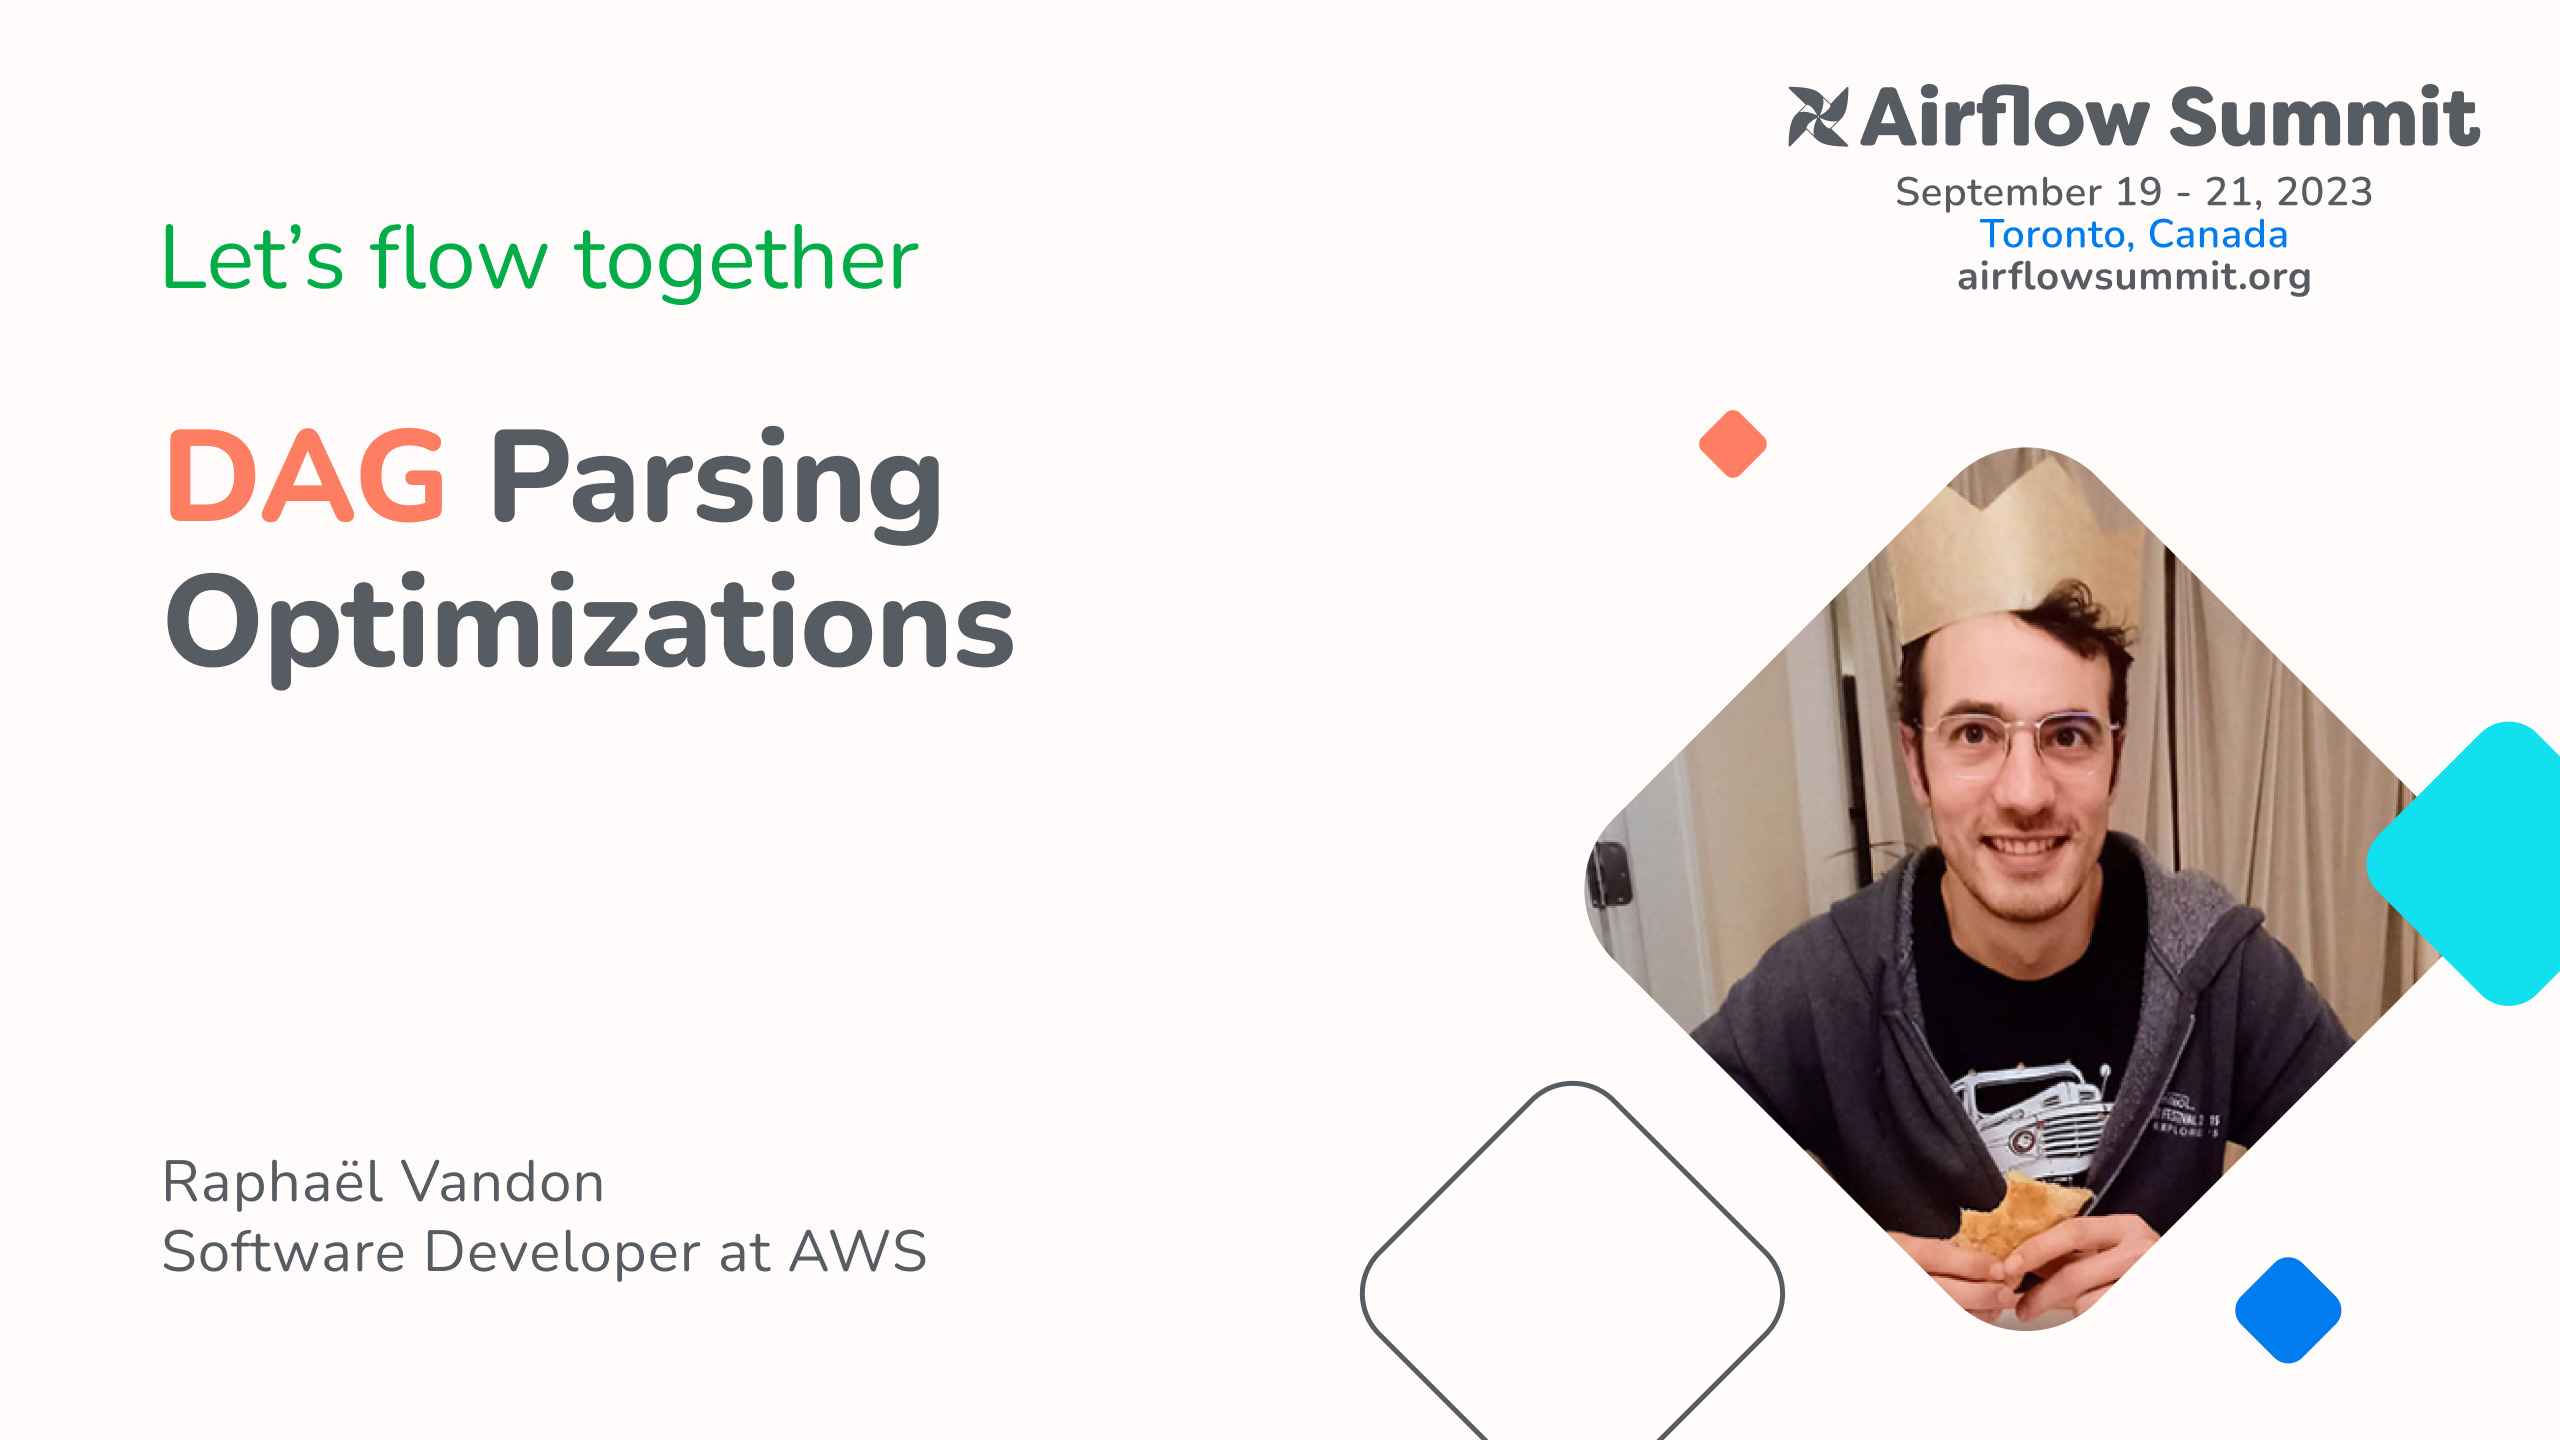 Airflow Summit
September 19 - 21, 2023
Toronto, Canada
airflowsummit.org
Let’s flow together
DAG Parsing
Optimizations
Raphaël Vandon
Software Developer at AWS